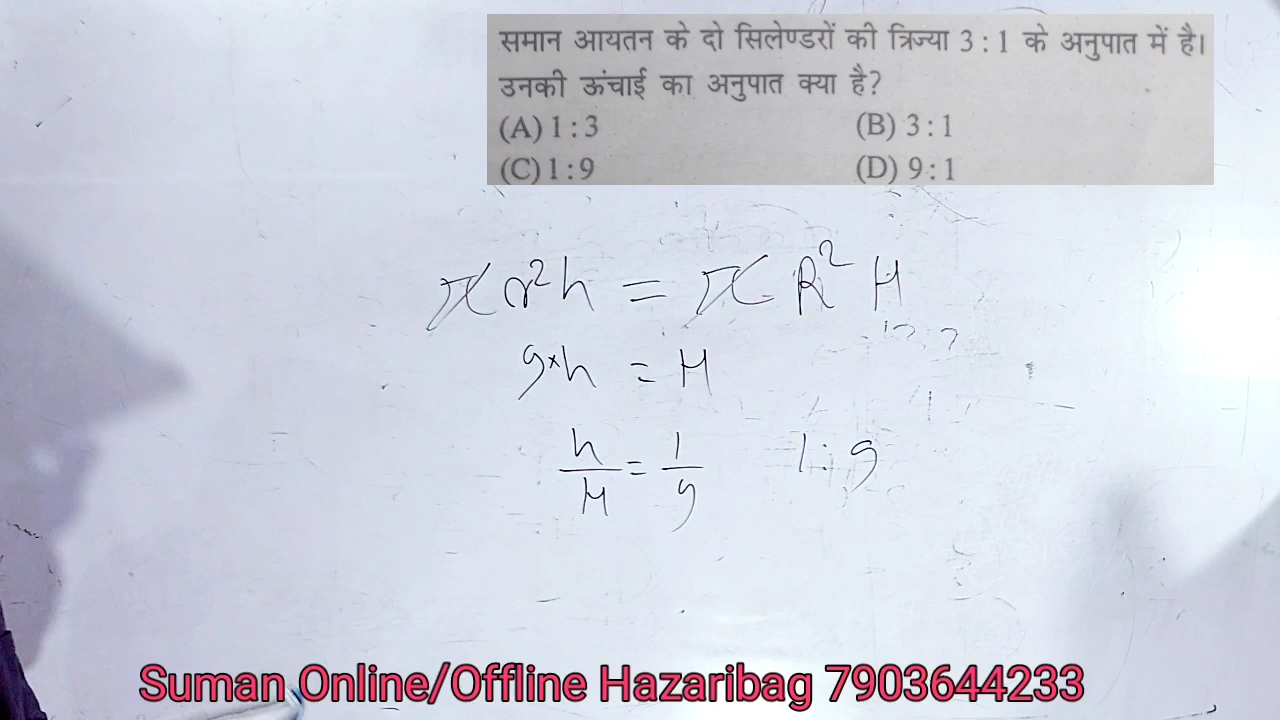 समान आयतन के दो सिलेण्डरों की त्रिज्या 3 : 1 के अनुपात में है।
उनकी ऊंचाई का अनुपात क्या है?
(A) 1 : 3 (B) 3 : 1
(C) 1 : 9 (D) 9 : 1
πr²h = πR²H
9×h = H
h/H = 1/9 1:9
Suman Online/Offline Hazaribag 7903644233